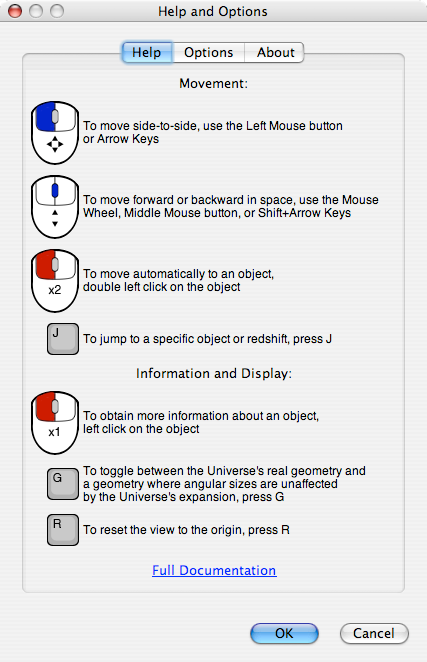 Help and Options
Help Options About
Movement:
To move side-to-side, use the Left Mouse button
or Arrow Keys
To move forward or backward in space, use the Mouse
Wheel, Middle Mouse button, or Shift+Arrow Keys
x2
To move automatically to an object,
double left click on the object
J
To jump to a specific object or redshift, press J
Information and Display:
x1
To obtain more information about an object,
left click on the object
G
To toggle between the Universe's real geometry and
a geometry where angular sizes are unaffected
by the Universe's expansion, press G
R
To reset the view to the origin, press R
Full Documentation
OK Cancel